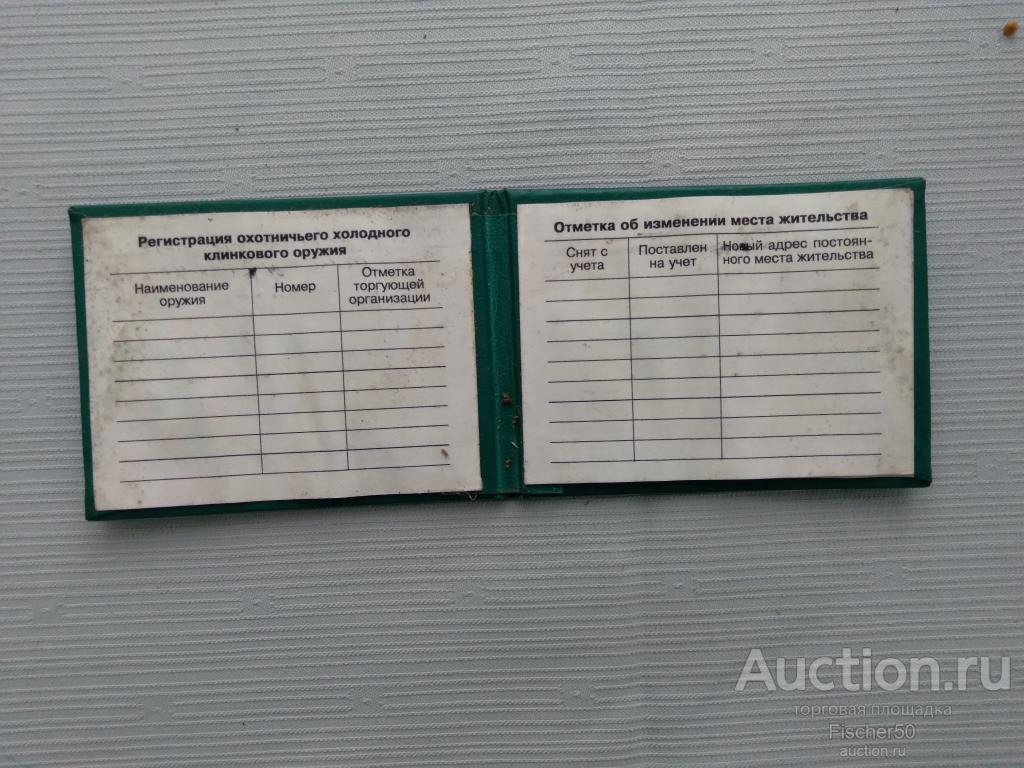 Регистрация охотничьего холодного
клинкового оружия
Наименование
оружия
Номер
Отметка
торгующей
организации
Отметка об изменении места жительства
Снят с
учета
Поставлен
на учет
Новый адрес постоян-
ного места жительства
Auction.ru
торговая площадка
Fischer50
auction.ru